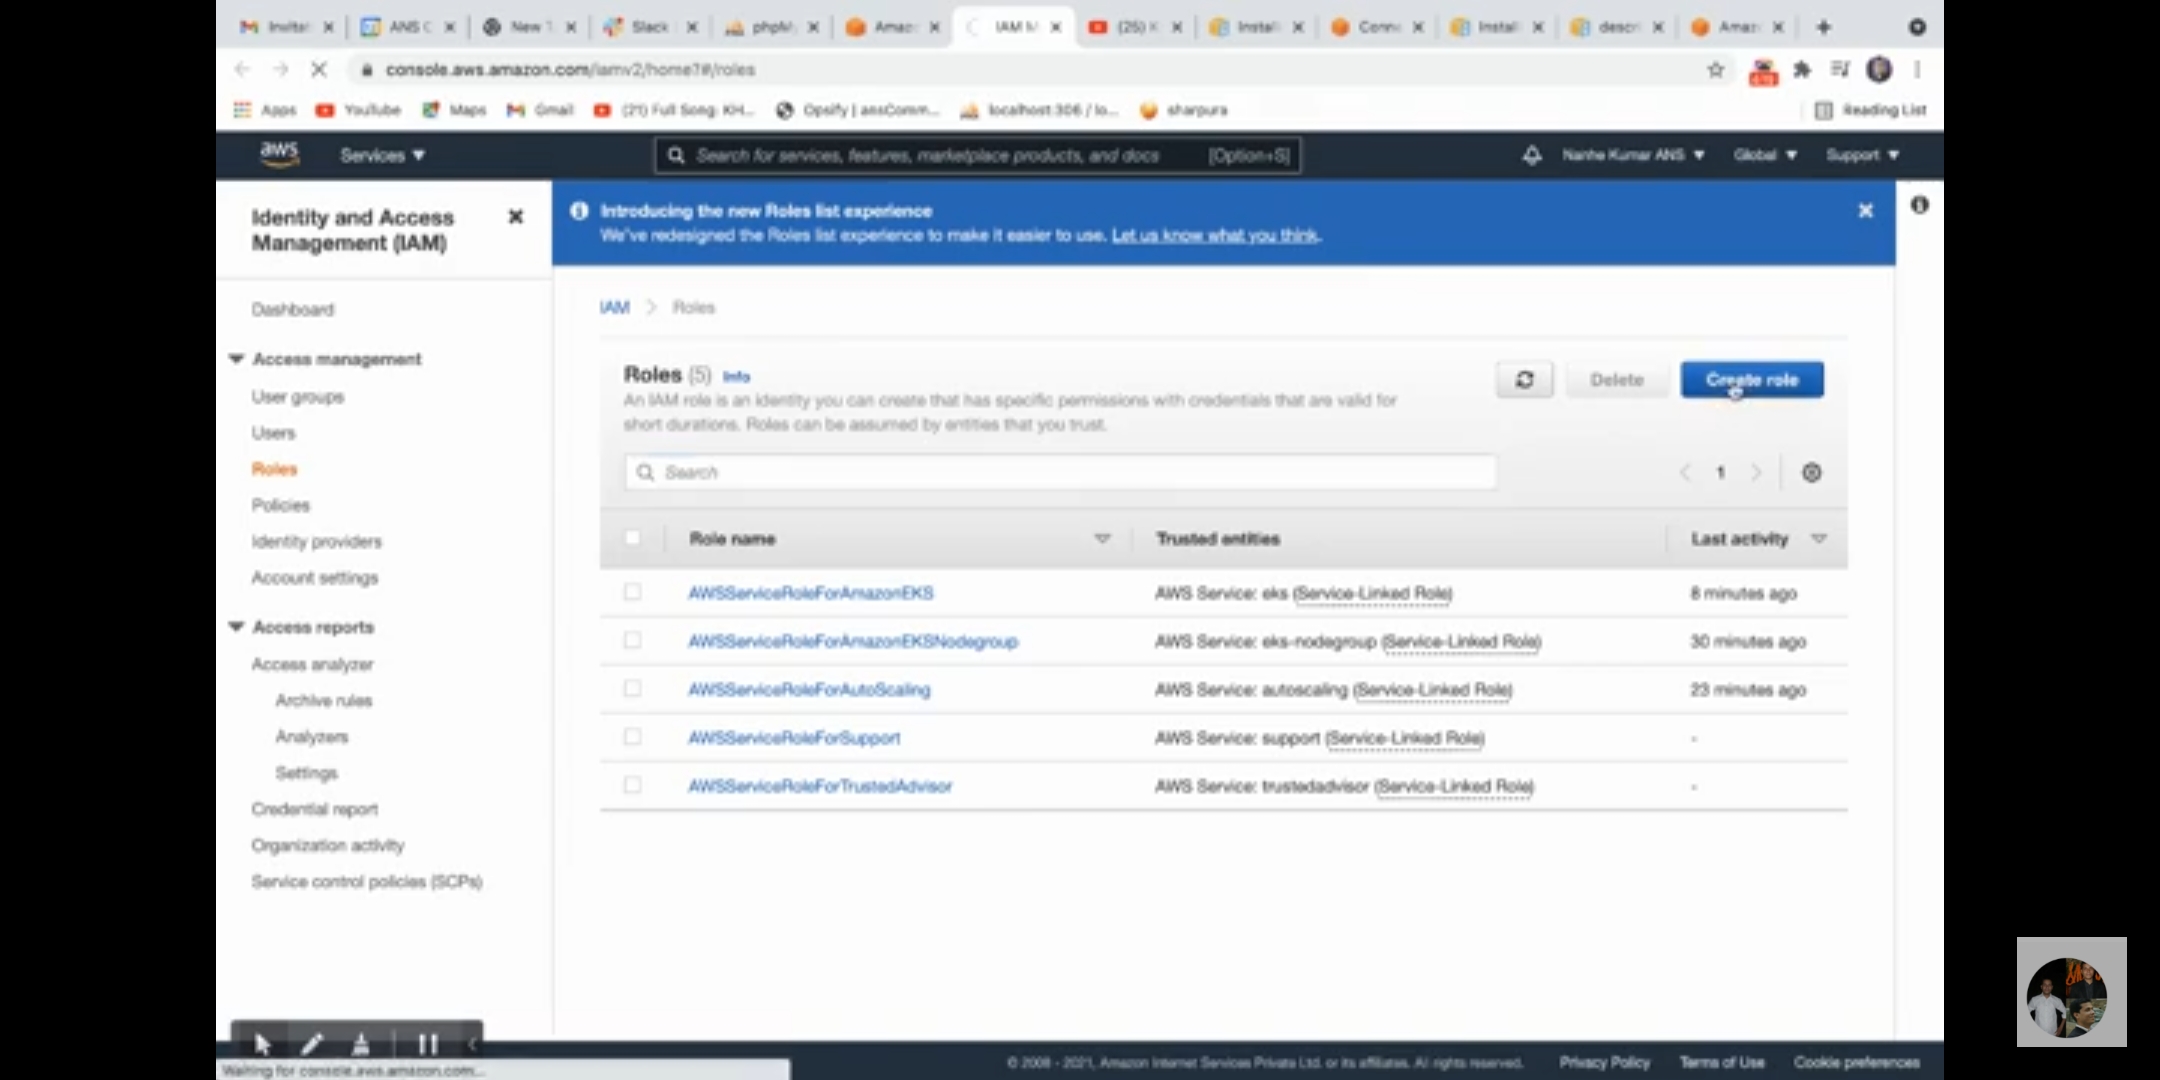 Invita
ANS C
New T
Slack
phpM
Amaz
IAM M
(25) K
Instal
Conn
Instal
descri
Amaz
console.aws.amazon.com/iamv2/home?#/roles
Apps
YouTube
Maps
Gmail
(21) Full Song: KH...
Opsify | ansComm...
localhost:306 / lo...
sharpura
Reading List
aws
Services
Search for services, features, marketplace products, and docs
[Option+S]
Nanhe Kumar ANS
Global
Support
Identity and Access
Management (IAM)
Dashboard
Access management
User groups
Users
Roles
Policies
Identity providers
Account settings
Access reports
Access analyzer
Archive rules
Analyzers
Settings
Credential report
Organization activity
Service control policies (SCPs)
Introducing the new Roles list experience
We've redesigned the Roles list experience to make it easier to use. Let us know what you think.
IAM > Roles
Roles (5) Info
Delete
Create role
An IAM role is an identity you can create that has specific permissions with credentials that are valid for
short durations. Roles can be assumed by entities that you trust.
Search
1
Role name Trusted entities Last activity
AWSServiceRoleForAmazonEKS AWS Service: eks (Service-Linked Role) 8 minutes ago
AWSServiceRoleForAmazonEKSNodegroup AWS Service: eks-nodegroup (Service-Linked Role) 30 minutes ago
AWSServiceRoleForAutoScaling AWS Service: autoscaling (Service-Linked Role) 23 minutes ago
AWSServiceRoleForSupport AWS Service: support (Service-Linked Role) -
AWSServiceRoleForTrustedAdvisor AWS Service: trustedadvisor (Service-Linked Role) -
Waiting for console.aws.amazon.com...
© 2008 - 2021, Amazon Internet Services Private Ltd. or its affiliates. All rights reserved.
Privacy Policy
Terms of Use
Cookie preferences